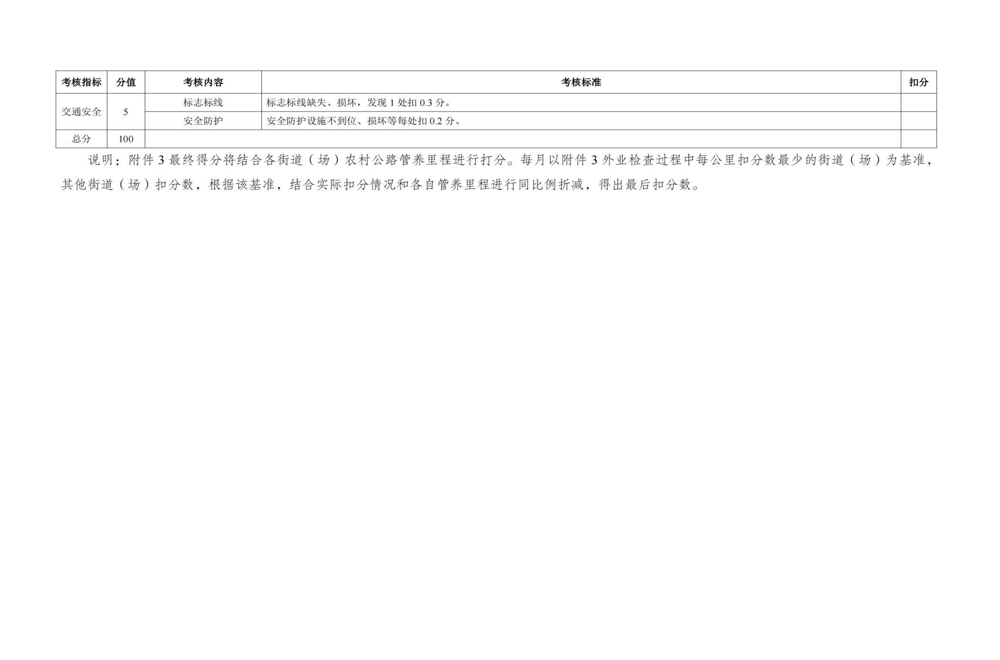 考核指标 分值 考核内容 考核标准 扣分
交通安全 5 标志标线 标志标线缺失、损坏，发现 1 处扣 0.3 分。
安全防护 安全防护设施不到位、损坏等每处扣 0.2 分。
总分 100
说明：附件 3 最终得分将结合各街道（场）农村公路管养里程进行打分。每月以附件 3 外业检查过程中每公里扣分数最少的街道（场）为基准，
其他街道（场）扣分数，根据该基准，结合实际扣分情况和各自管养里程进行同比例折减，得出最后扣分数。